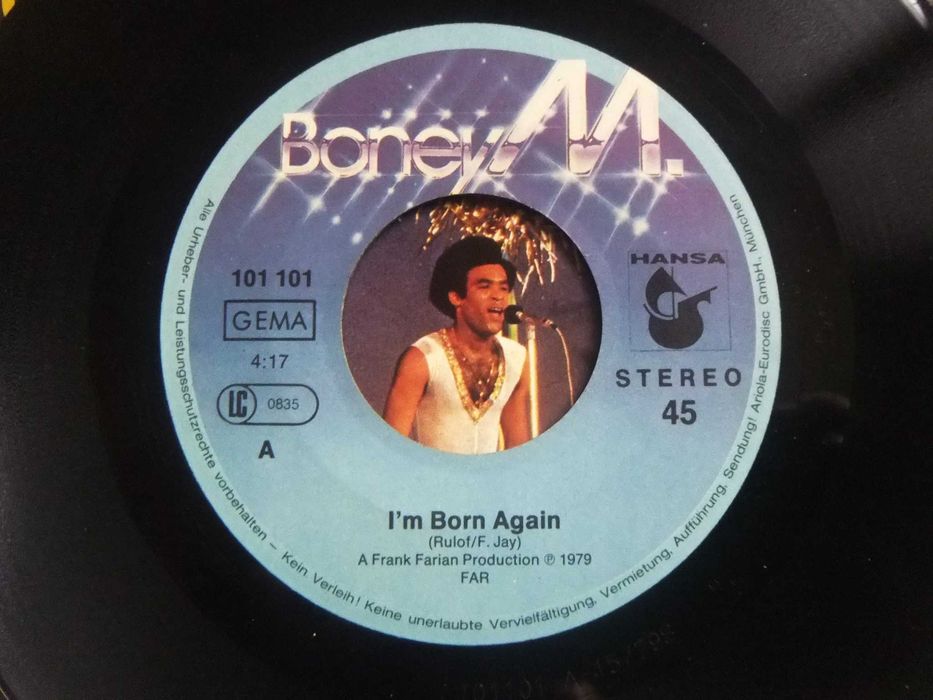 Boney M.
101 101
GEMA
4:17
LC 0835
A
HANSA
STEREO
45
I'm Born Again
(Rulof/F. Jay)
A Frank Farian Production ℗ 1979
FAR
Alle Urheber- und Leistungsschutzrechte vorbehalten – Kein Verleih! Keine unerlaubte Vervielfältigung, Vermietung, Aufführung, Sendung! Ariola-Eurodisc GmbH., München